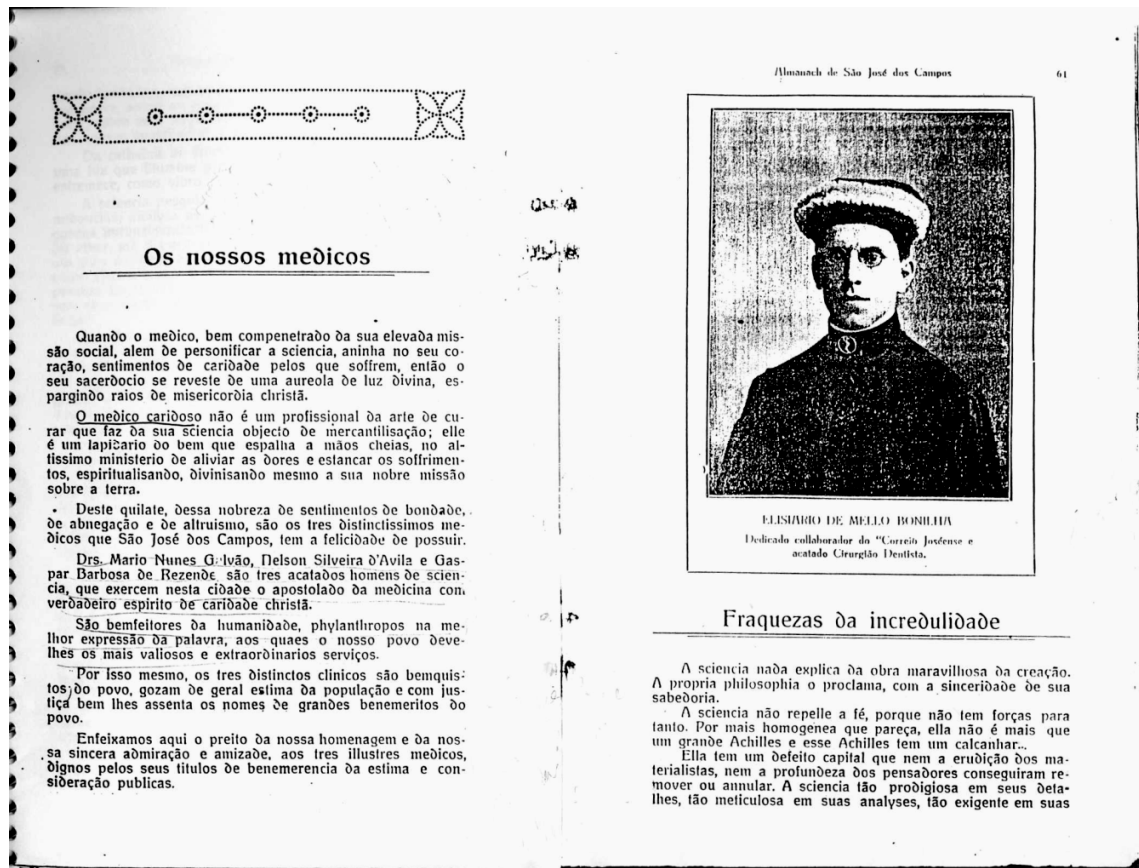 Os nossos medicos
Quando o medico, bem compenetrado da sua elevada mis-
são social, alem de personificar a sciencia, aninha no seu co-
ração, sentimentos de caridade pelos que soffrem, então o
seu sacerdocio se reveste de uma aureola de luz divina, es-
pargindo raios de misericordia christã.
O medico caridoso não é um profissional da arte de cu-
rar que faz da sua sciencia objecto de mercantilisação; elle
é um lapidario do bem que espalha a mãos cheias, no al-
tissimo ministerio de aliviar as dores e estancar os soffrimen-
tos, espiritualisando, divinisando mesmo a sua nobre missão
sobre a terra.
Deste quilate, dessa nobreza de sentimentos de bondade,
de abnegação e de altruismo, são os tres distinctissimos me-
dicos que São José dos Campos, tem a felicidade de possuir.
Drs. Mario Nunes Galvão, Nelson Silveira d'Avila e Gas-
par Barbosa de Rezende são tres acatados homens de scien-
cia, que exercem nesta cidade o apostolado da medicina com
verdadeiro espirito de caridade christã.
São bemfeitores da humanidade, phylanthropos na me-
lhor expressão da palavra, aos quaes o nosso povo deve-
lhes os mais valiosos e extraordinarios serviços.
Por isso mesmo, os tres distinctos clinicos são bemquis-
tos do povo, gozam de geral estima da população e com jus-
tiça bem lhes assenta os nomes de grandes benemeritos do
povo.
Enfeixamos aqui o preito da nossa homenagem e da nos-
sa sincera admiração e amizade, aos tres illustres medicos,
dignos pelos seus titulos de benemerencia da estima e con-
sideração publicas.
Almanach de São José dos Campos 61
ELISIARIO DE MELLO BONILHA
Dedicado collaborador do "Correio Joséense e
acatado Cirurgião Dentista.
Fraquezas da incredulidade
A sciencia nada explica da obra maravilhosa da creação.
A propria philosophia o proclama, com a sinceridade de sua
sabedoria.
A sciencia não repelle a fé, porque não tem forças para
tanto. Por mais homogenea que pareça, ella não é mais que
um grande Achilles e esse Achilles tem um calcanhar...
Ella tem um defeito capital que nem a erudição dos ma-
terialistas, nem a profundeza dos pensadores conseguiram re-
mover ou annular. A sciencia tão prodigiosa em seus deta-
lhes, tão meticulosa em suas analyses, tão exigente em suas